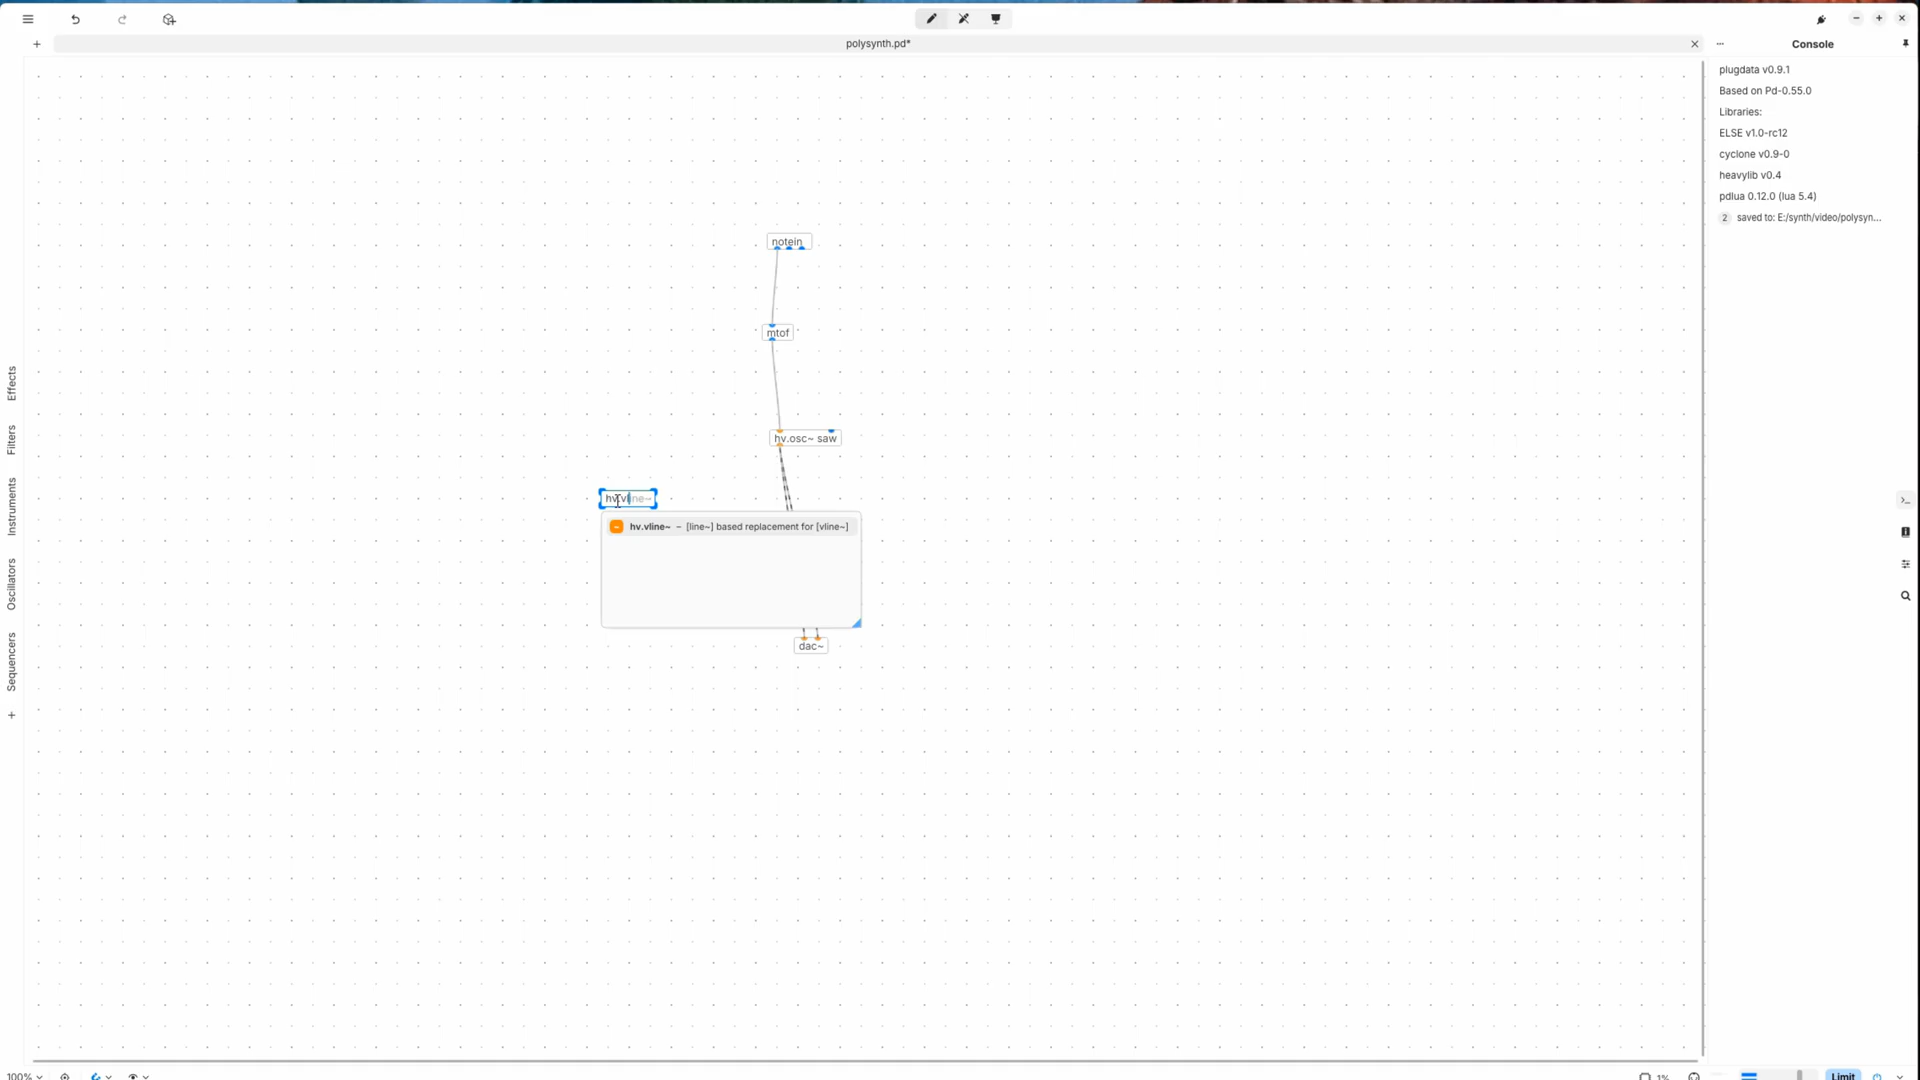 polysynth.pd*
Console
plugdata v0.9.1
Based on Pd-0.55.0
Libraries:
ELSE v1.0-rc12
cyclone v0.9-0
heavylib v0.4
pdlua 0.12.0 (lua 5.4)
2 saved to: E:/synth/video/polysyn...
notein
mtof
hv.osc~ saw
hv.vline~
hv.vline~ – [line~] based replacement for [vline~]
dac~
Effects
Filters
Instruments
Oscillators
Sequencers
100%
1%
Limit